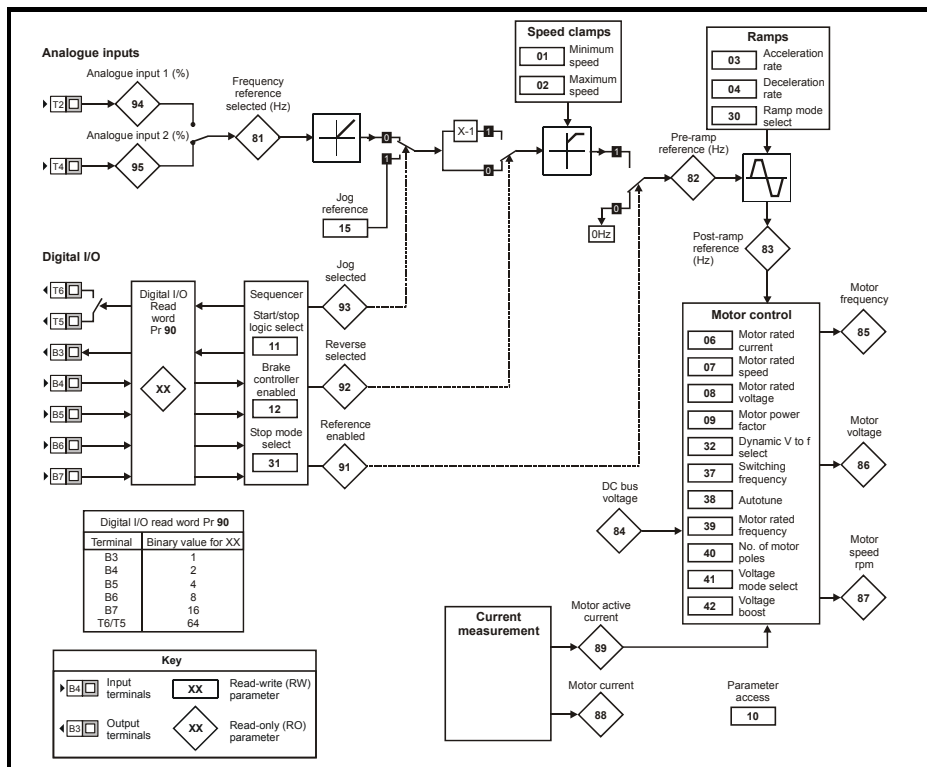 Analogue inputs
Analogue input 1 (%)
T2
94
Analogue input 2 (%)
T4
95
Frequency
reference
selected (Hz)
81
0
1
Jog
reference
15
X-1
1
0
Speed clamps
01 Minimum
speed
02 Maximum
speed
1
0
0Hz
Pre-ramp
reference (Hz)
82
Ramps
03 Acceleration
rate
04 Deceleration
rate
30 Ramp mode
select
Post-ramp
reference
(Hz)
83
Digital I/O
T6
T5
B3
B4
B5
B6
B7
Digital I/O
Read
word
Pr 90
XX
Sequencer
Start/stop
logic select
11
Brake
controller
enabled
12
Stop mode
select
31
Jog
selected
93
Reverse
selected
92
Reference
enabled
91
Motor control
06 Motor rated
current
07 Motor rated
speed
08 Motor rated
voltage
09 Motor power
factor
32 Dynamic V to f
select
37 Switching
frequency
38 Autotune
39 Motor rated
frequency
40 No. of motor
poles
41 Voltage
mode select
42 Voltage
boost
DC bus
voltage
84
Motor
frequency
85
Motor
voltage
86
Motor
speed
rpm
87
Digital I/O read word Pr 90
Terminal Binary value for XX
B3 1
B4 2
B5 4
B6 8
B7 16
T6/T5 64
Key
B4 Input
terminals
XX Read-write (RW)
parameter
B3 Output
terminals
XX Read-only (RO)
parameter
Current
measurement
Motor active
current
89
Motor current
88
Parameter
access
10